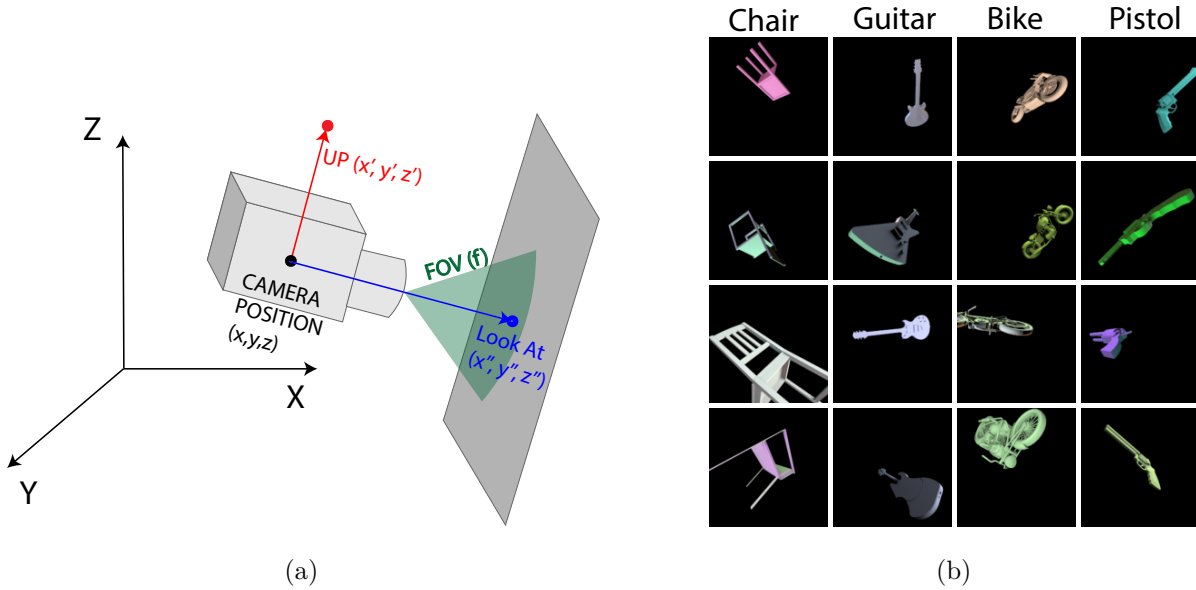 Z
UP (x', y', z')
FOV (f)
CAMERA
POSITION
(x,y,z)
Look At
(x", y", z")
X
Y
(a)
Chair Guitar Bike Pistol
(b)